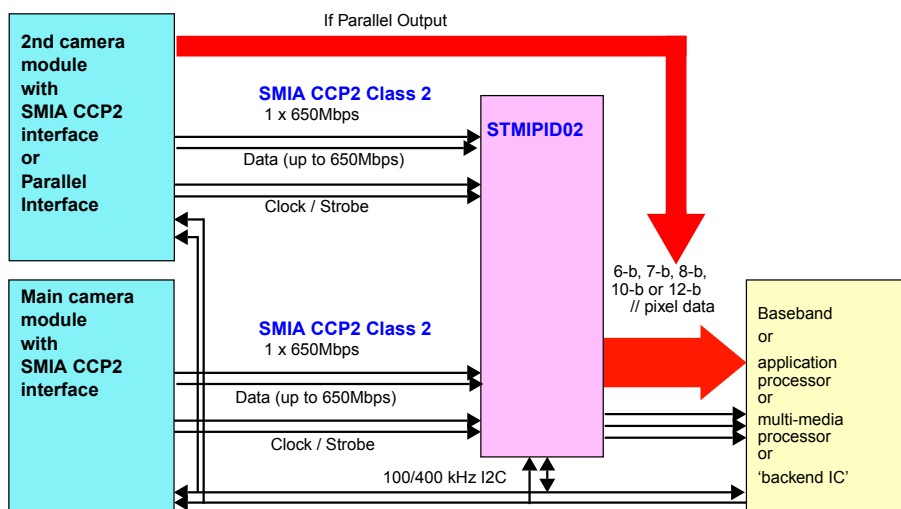 If Parallel Output
2nd camera
module
with
SMIA CCP2
interface
or
Parallel
Interface
SMIA CCP2 Class 2
1 x 650Mbps
Data (up to 650Mbps)
Clock / Strobe
STMIPID02
6-b, 7-b, 8-b,
10-b or 12-b
// pixel data
Main camera
module
with
SMIA CCP2
interface
SMIA CCP2 Class 2
1 x 650Mbps
Data (up to 650Mbps)
Clock / Strobe
100/400 kHz I2C
Baseband
or
application
processor
or
multi-media
processor
or
‘backend IC’